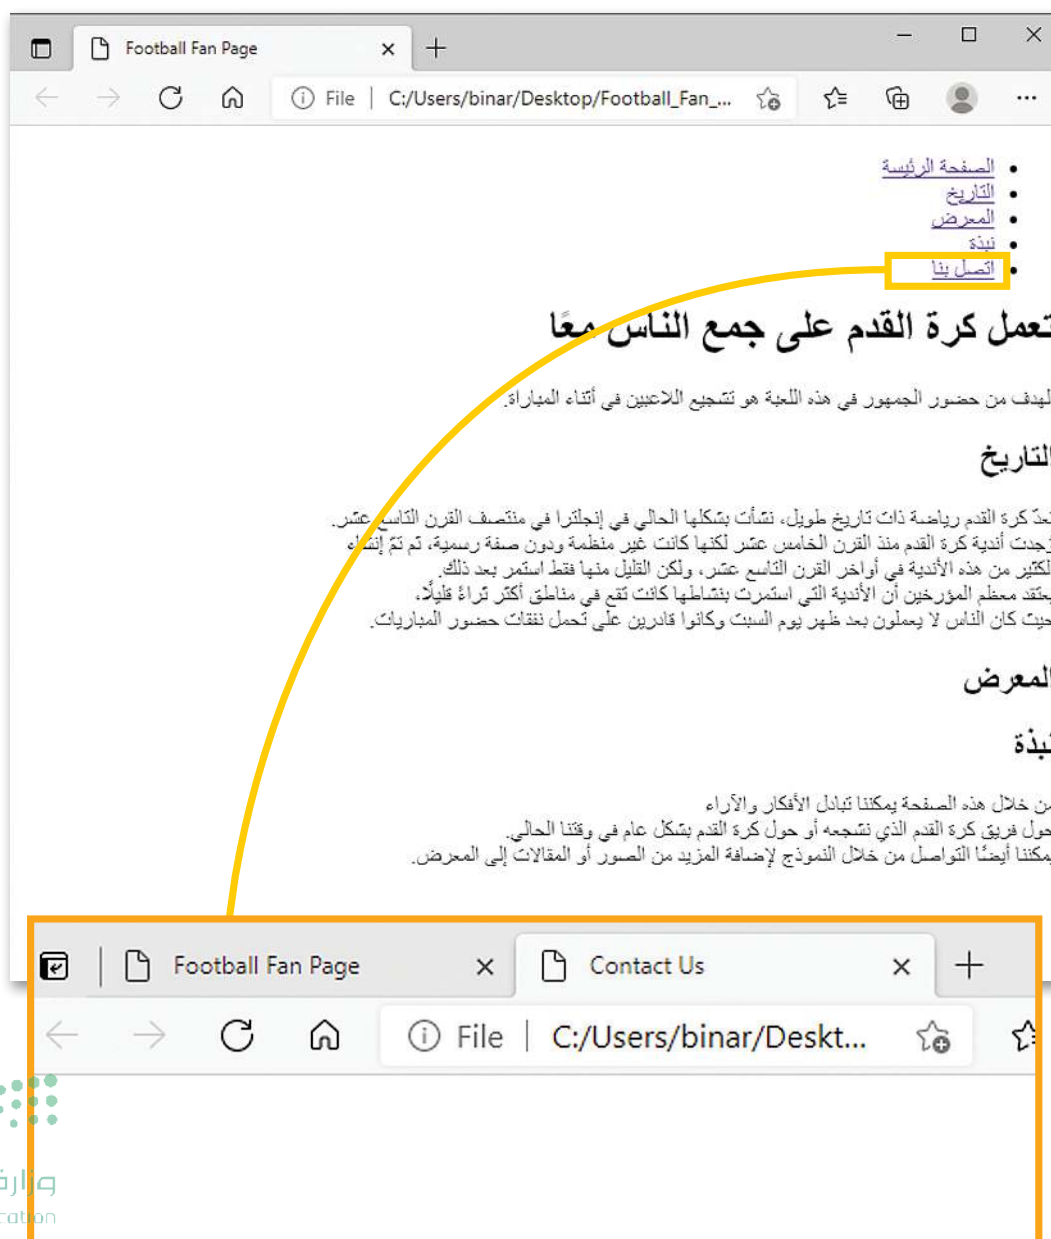 Football Fan Page
File | C:/Users/binar/Desktop/Football_Fan_...
الصفحة الرئيسة
التاريخ
المعرض
نبذة
اتصل بنا
تعمل كرة القدم على جمع الناس معًا
لهدف من حضور الجمهور في هذه اللعبة هو تشجيع اللاعبين في أثناء المباراة.
التاريخ
تعدّ كرة القدم رياضة ذات تاريخ طويل، نشأت بشكلها الحالي في إنجلترا في منتصف القرن التاسع عشر.
وُجدت أندية كرة القدم منذ القرن الخامس عشر لكنها كانت غير منظمة ودون صفة رسمية، ثم تمّ إنشاء
لكثير من هذه الأندية في أواخر القرن التاسع عشر، ولكن القليل منها فقط استمر بعد ذلك.
يعتقد معظم المؤرخين أن الأندية التي استمرت بنشاطها كانت تقع في مناطق أكثر ثراءً قليلًا،
حيث كان الناس لا يعملون بعد ظهر يوم السبت وكانوا قادرين على تحمل نفقات حضور المباريات.
المعرض
نبذة
من خلال هذه الصفحة يمكننا تبادل الأفكار والآراء
حول فريق كرة القدم الذي نشجعه أو حول كرة القدم بشكل عام في وقتنا الحالي.
يمكننا أيضًا التواصل من خلال النموذج لإضافة المزيد من الصور أو المقالات إلى المعرض.
Football Fan Page
Contact Us
File | C:/Users/binar/Deskt...